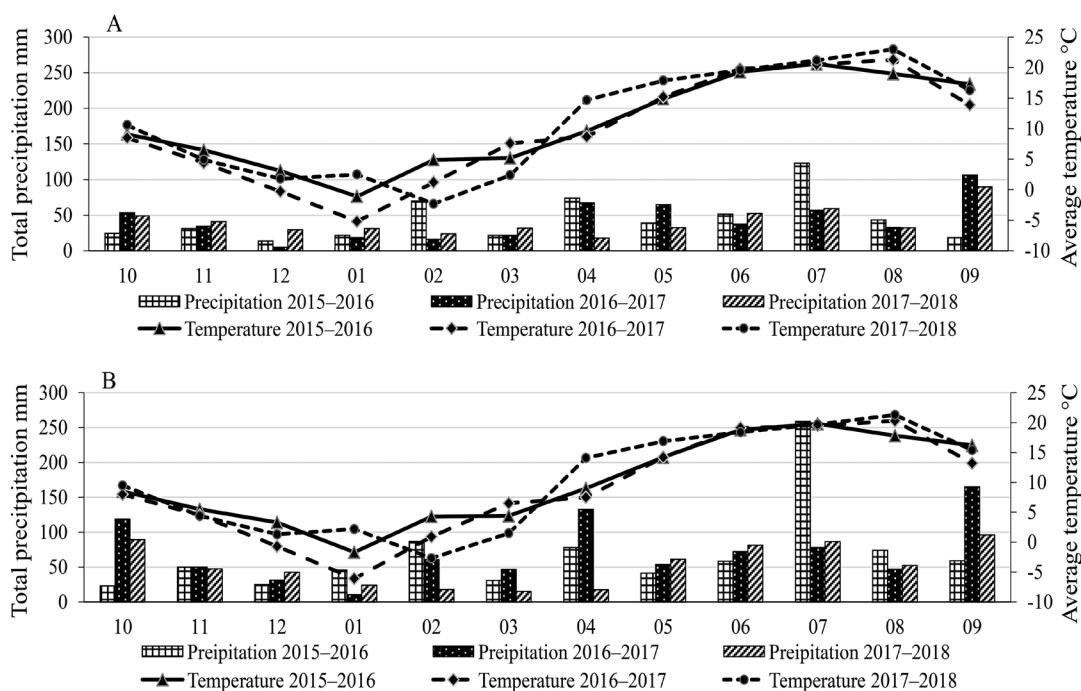 A
Total precitpitation mm
300
250
200
150
100
50
0
25
20
15
10
5
0
-5
-10
Average temperature °C
10 11 12 01 02 03 04 05 06 07 08 09
Precipitation 2015–2016 Precipitation 2016–2017 Precipitation 2017–2018
Temperature 2015–2016 Temperature 2016–2017 Temperature 2017–2018
B
Total precitpitation mm
300
250
200
150
100
50
0
25
20
15
10
5
0
-5
-10
Average temperature °C
10 11 12 01 02 03 04 05 06 07 08 09
Preipitation 2015–2016 Preipitation 2016–2017 Preipitation 2017–2018
Temperature 2015–2016 Temperature 2016–2017 Temperature 2017–2018